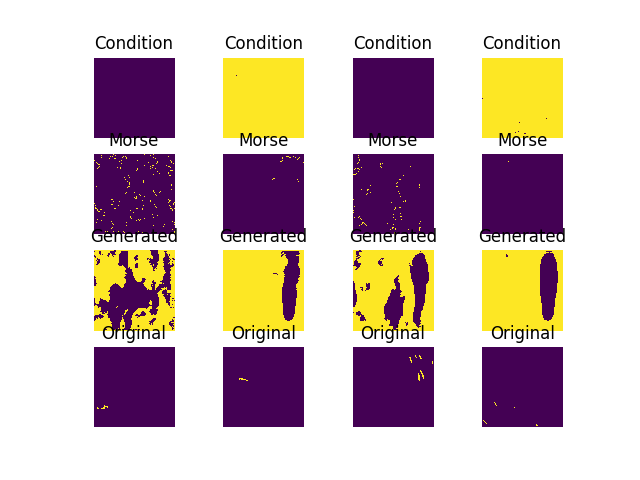 Condition Condition Condition Condition
Morse Morse Morse Morse
Generated Generated Generated Generated
Original Original Original Original